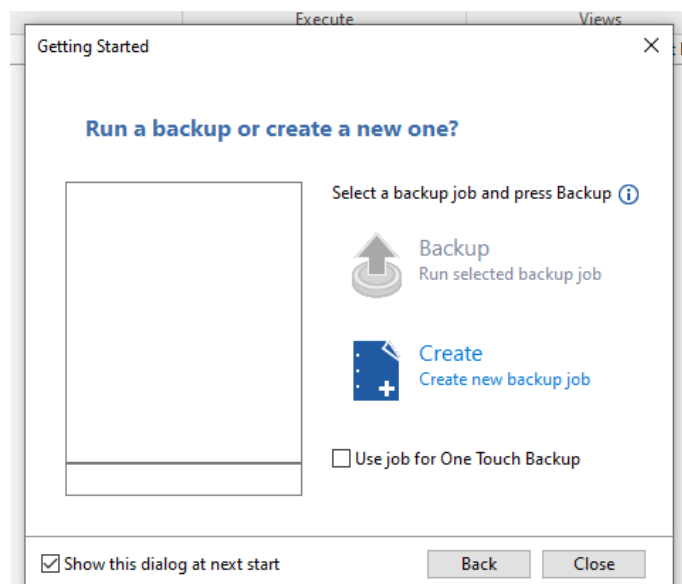 Execute
Views
Getting Started
Run a backup or create a new one?
Select a backup job and press Backup
Backup
Run selected backup job
Create
Create new backup job
Use job for One Touch Backup
Show this dialog at next start
Back
Close